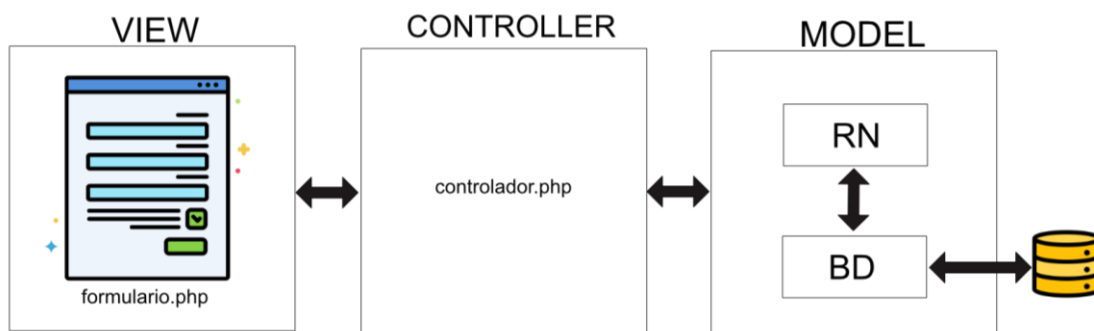 VIEW
formulario.php
CONTROLLER
controlador.php
MODEL
RN
BD